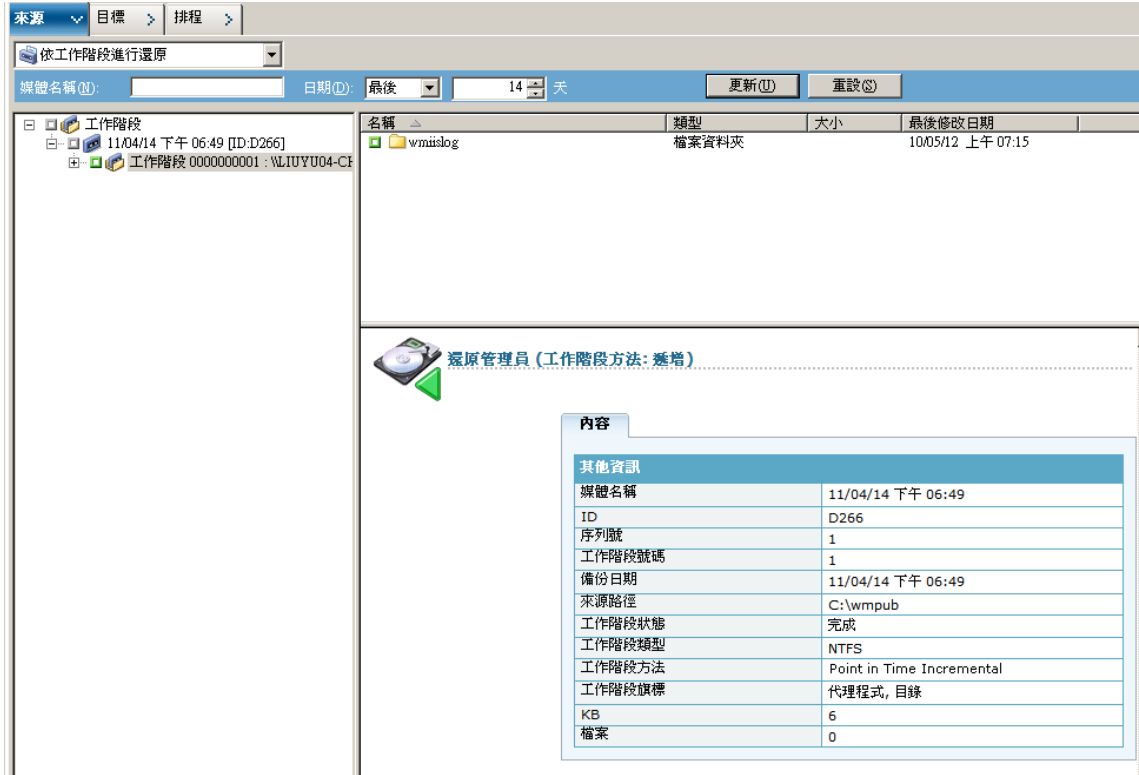 來源 目標 排程
依工作階段進行還原
媒體名稱(N): 日期(D): 最後 14 天 更新(U) 重設(S)
工作階段
11/04/14 下午 06:49 [ID:D266]
工作階段 0000000001 : \\LIUYU04-CH
名稱 類型 大小 最後修改日期
wmiislog 檔案資料夾 10/05/12 上午 07:15
還原管理員 (工作階段方法: 遞增)
內容
其他資訊
媒體名稱 11/04/14 下午 06:49
ID D266
序列號 1
工作階段號碼 1
備份日期 11/04/14 下午 06:49
來源路徑 C:\wmpub
工作階段狀態 完成
工作階段類型 NTFS
工作階段方法 Point in Time Incremental
工作階段旗標 代理程式, 目錄
KB 6
檔案 0